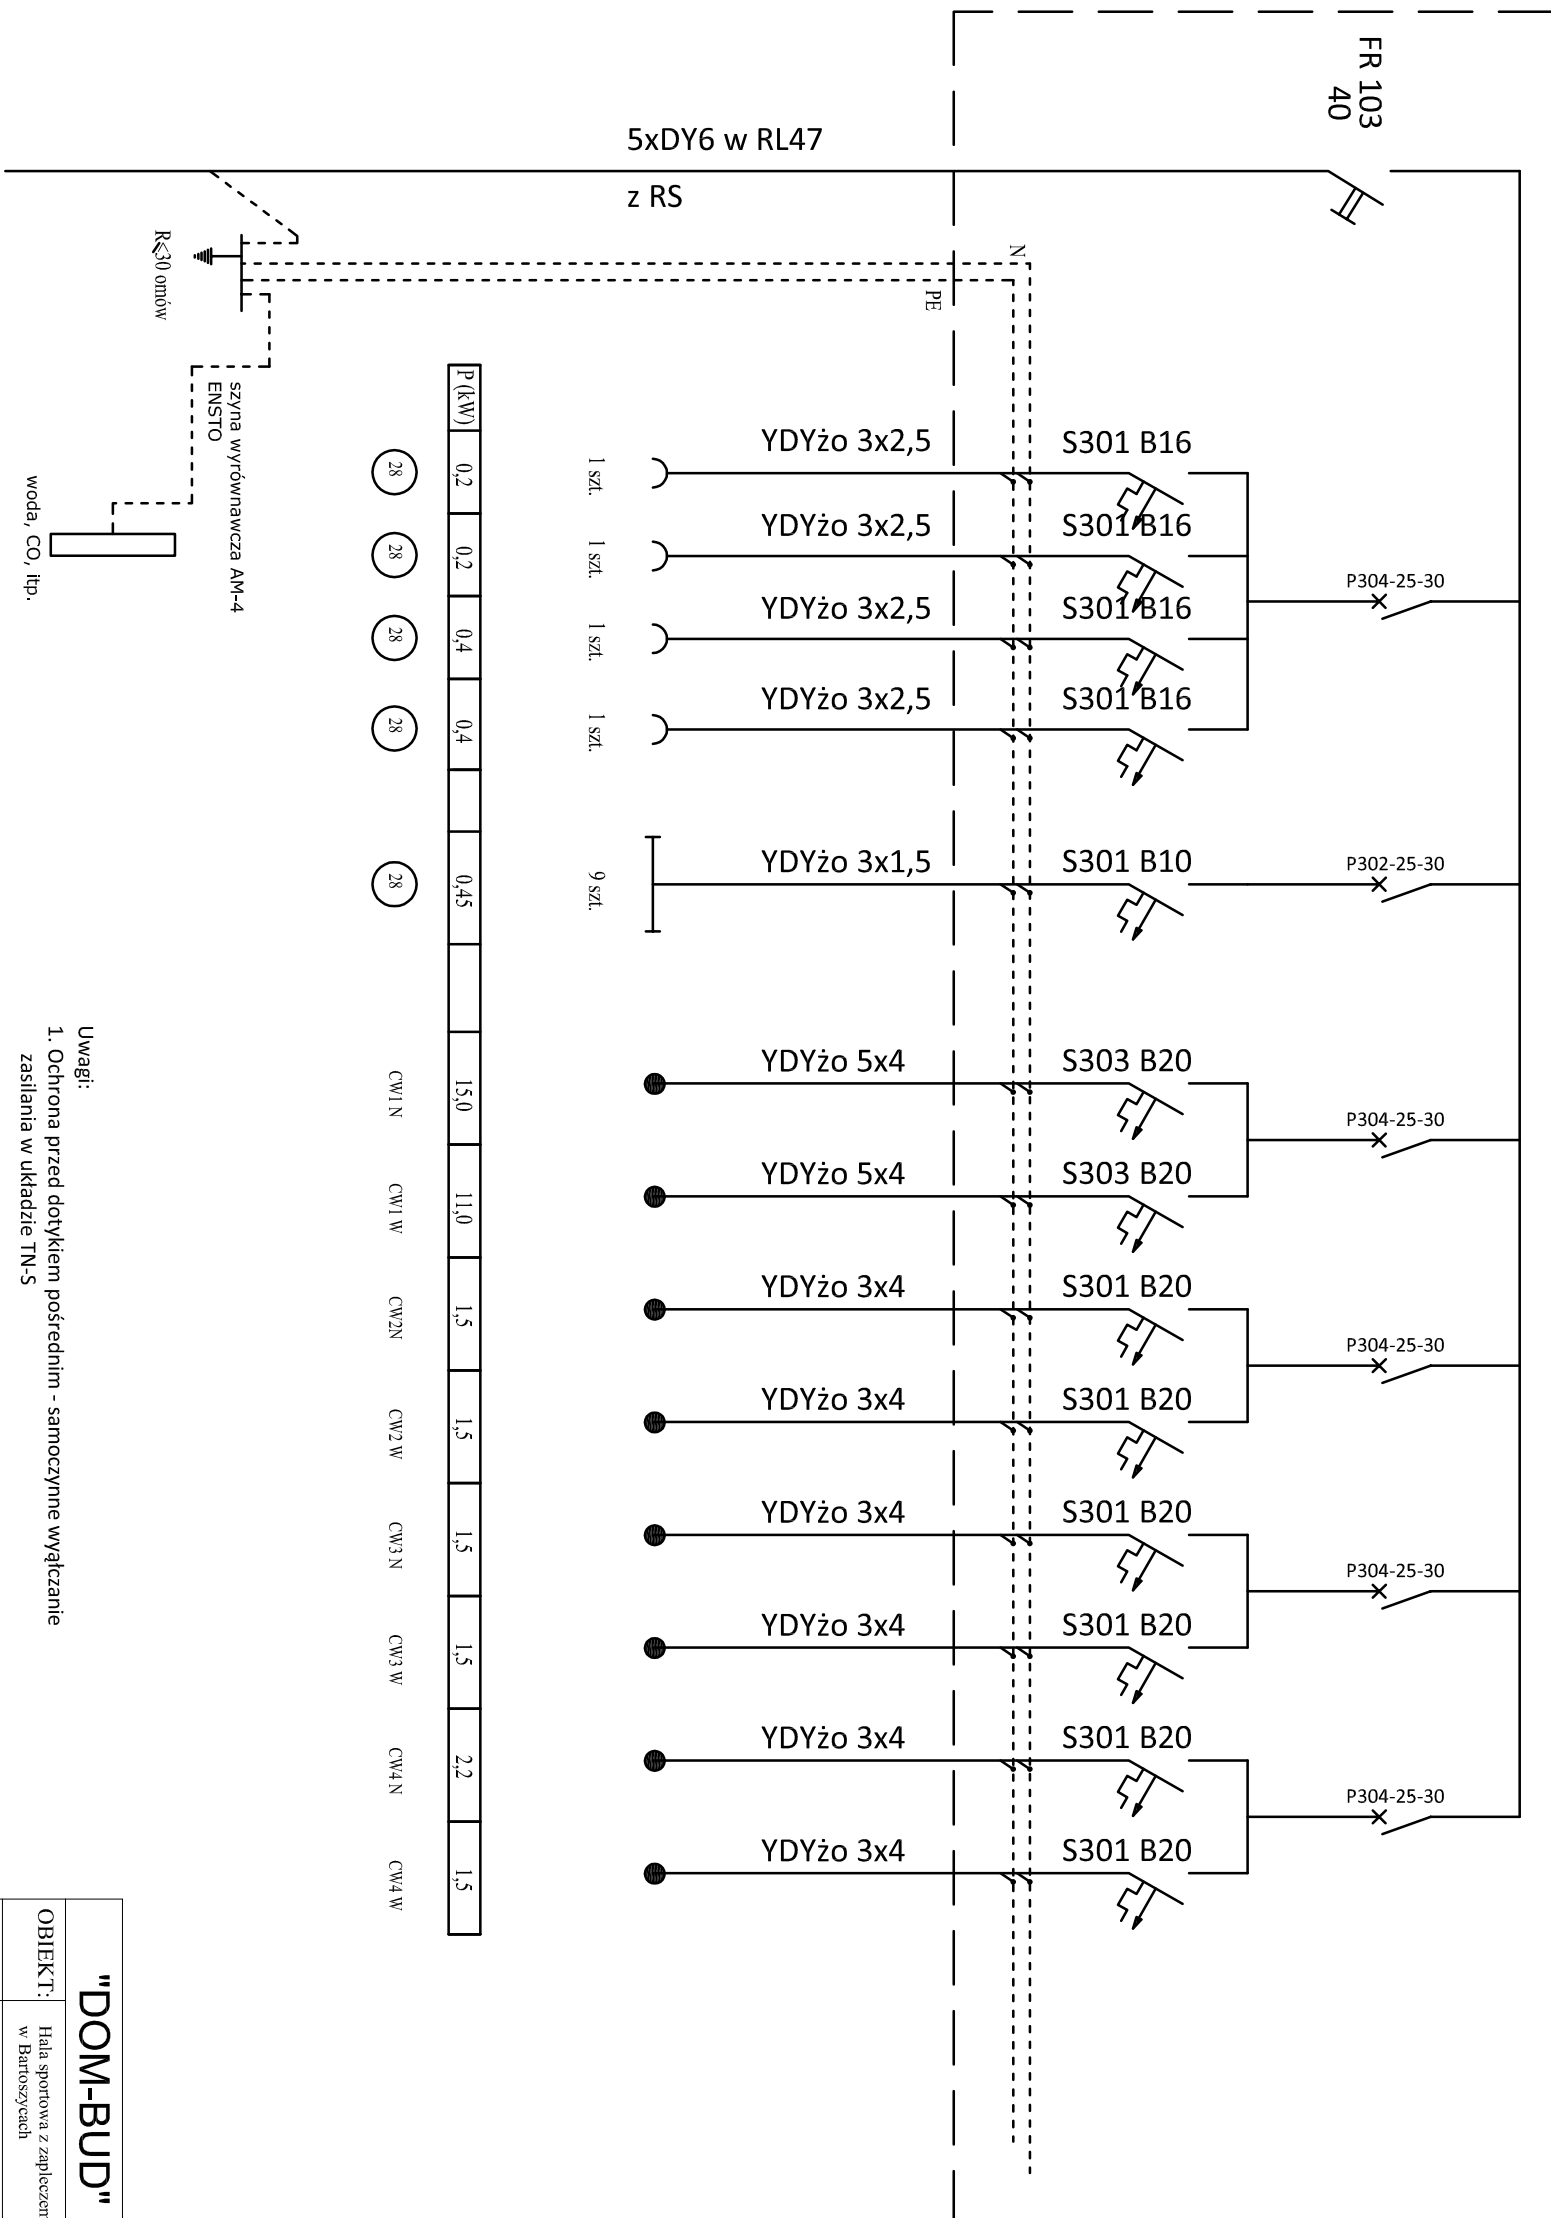 FR 103
40
5xDY6 w RL47
z RS
N
PE
R≤30 omów
szyna wyrównawcza AM-4
ENSTO
woda, CO, itp.
YDYżo 3x2,5
S301 B16
YDYżo 3x2,5
S301 B16
YDYżo 3x2,5
S301 B16
YDYżo 3x2,5
S301 B16
P304-25-30
YDYżo 3x1,5
S301 B10
P302-25-30
YDYżo 5x4
S303 B20
YDYżo 5x4
S303 B20
P304-25-30
YDYżo 3x4
S301 B20
YDYżo 3x4
S301 B20
P304-25-30
YDYżo 3x4
S301 B20
YDYżo 3x4
S301 B20
P304-25-30
YDYżo 3x4
S301 B20
YDYżo 3x4
S301 B20
P304-25-30
1 szt.
1 szt.
1 szt.
1 szt.
9 szt.
P (kW)
0,2
0,2
0,4
0,4
0,45
15,0
11,0
1,5
1,5
1,5
1,5
2,2
1,5
28
28
28
28
28
CW1 N
CW1 W
CW2N
CW2 W
CW3 N
CW3 W
CW4 N
CW4 W
Uwagi:
1. Ochrona przed dotykiem pośrednim - samoczynne wyąłczanie
zasilania w układzie TN-S
"DOM-BUD"
OBIEKT:
Hala sportowa z zapleczem
w Bartoszycach